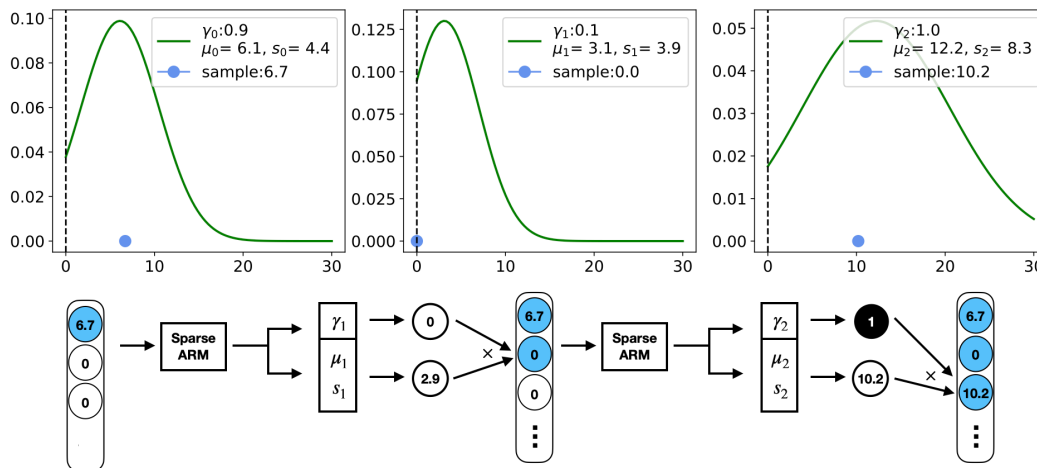 0.10
0.08
0.06
0.04
0.02
0.00
0
10
20
30
γ₀:0.9
μ₀= 6.1, s₀= 4.4
sample:6.7
0.125
0.100
0.075
0.050
0.025
0.000
0
10
20
30
γ₁:0.1
μ₁= 3.1, s₁= 3.9
sample:0.0
0.05
0.04
0.03
0.02
0.01
0.00
0
10
20
30
γ₂:1.0
μ₂= 12.2, s₂= 8.3
sample:10.2
6.7
0
0
Sparse
ARM
γ₁
μ₁
s₁
0
2.9
×
6.7
0
0
⋮
Sparse
ARM
γ₂
μ₂
s₂
1
10.2
×
6.7
0
10.2
⋮